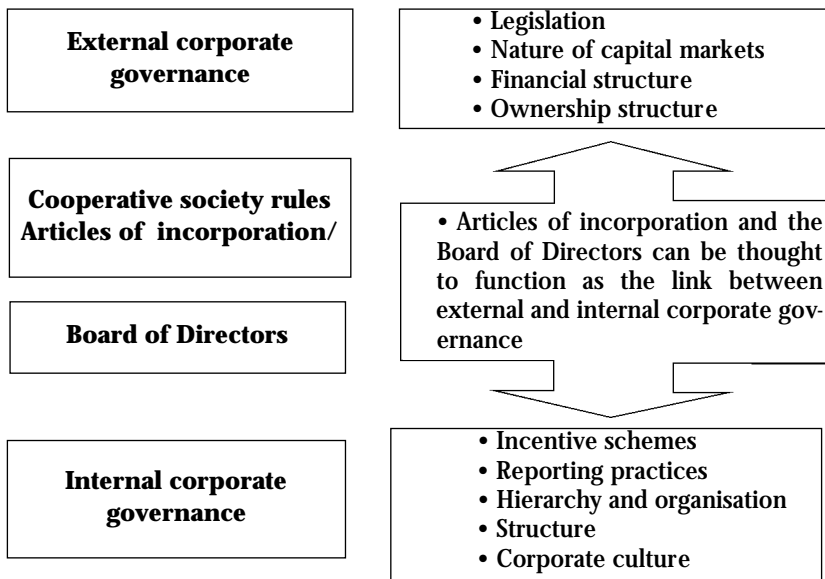 External corporate
governance
• Legislation
• Nature of capital markets
• Financial structure
• Ownership structure
Cooperative society rules
Articles of incorporation/
• Articles of incorporation and the
Board of Directors can be thought
to function as the link between
external and internal corporate gov-
ernance
Board of Directors
Internal corporate
governance
• Incentive schemes
• Reporting practices
• Hierarchy and organisation
• Structure
• Corporate culture